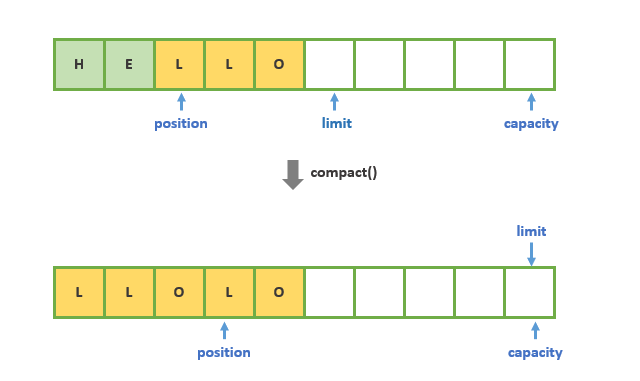 H E L L O
position limit capacity
compact()
limit
L L O L O
position capacity